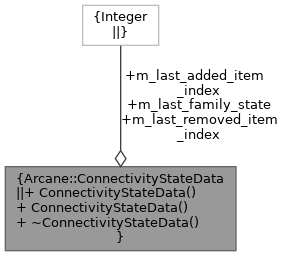 {Integer
||}
+m_last_added_item
_index
+m_last_family_state
+m_last_removed_item
_index
{Arcane::ConnectivityStateData
||+ ConnectivityStateData()
+ ConnectivityStateData()
+ ~ConnectivityStateData()
}